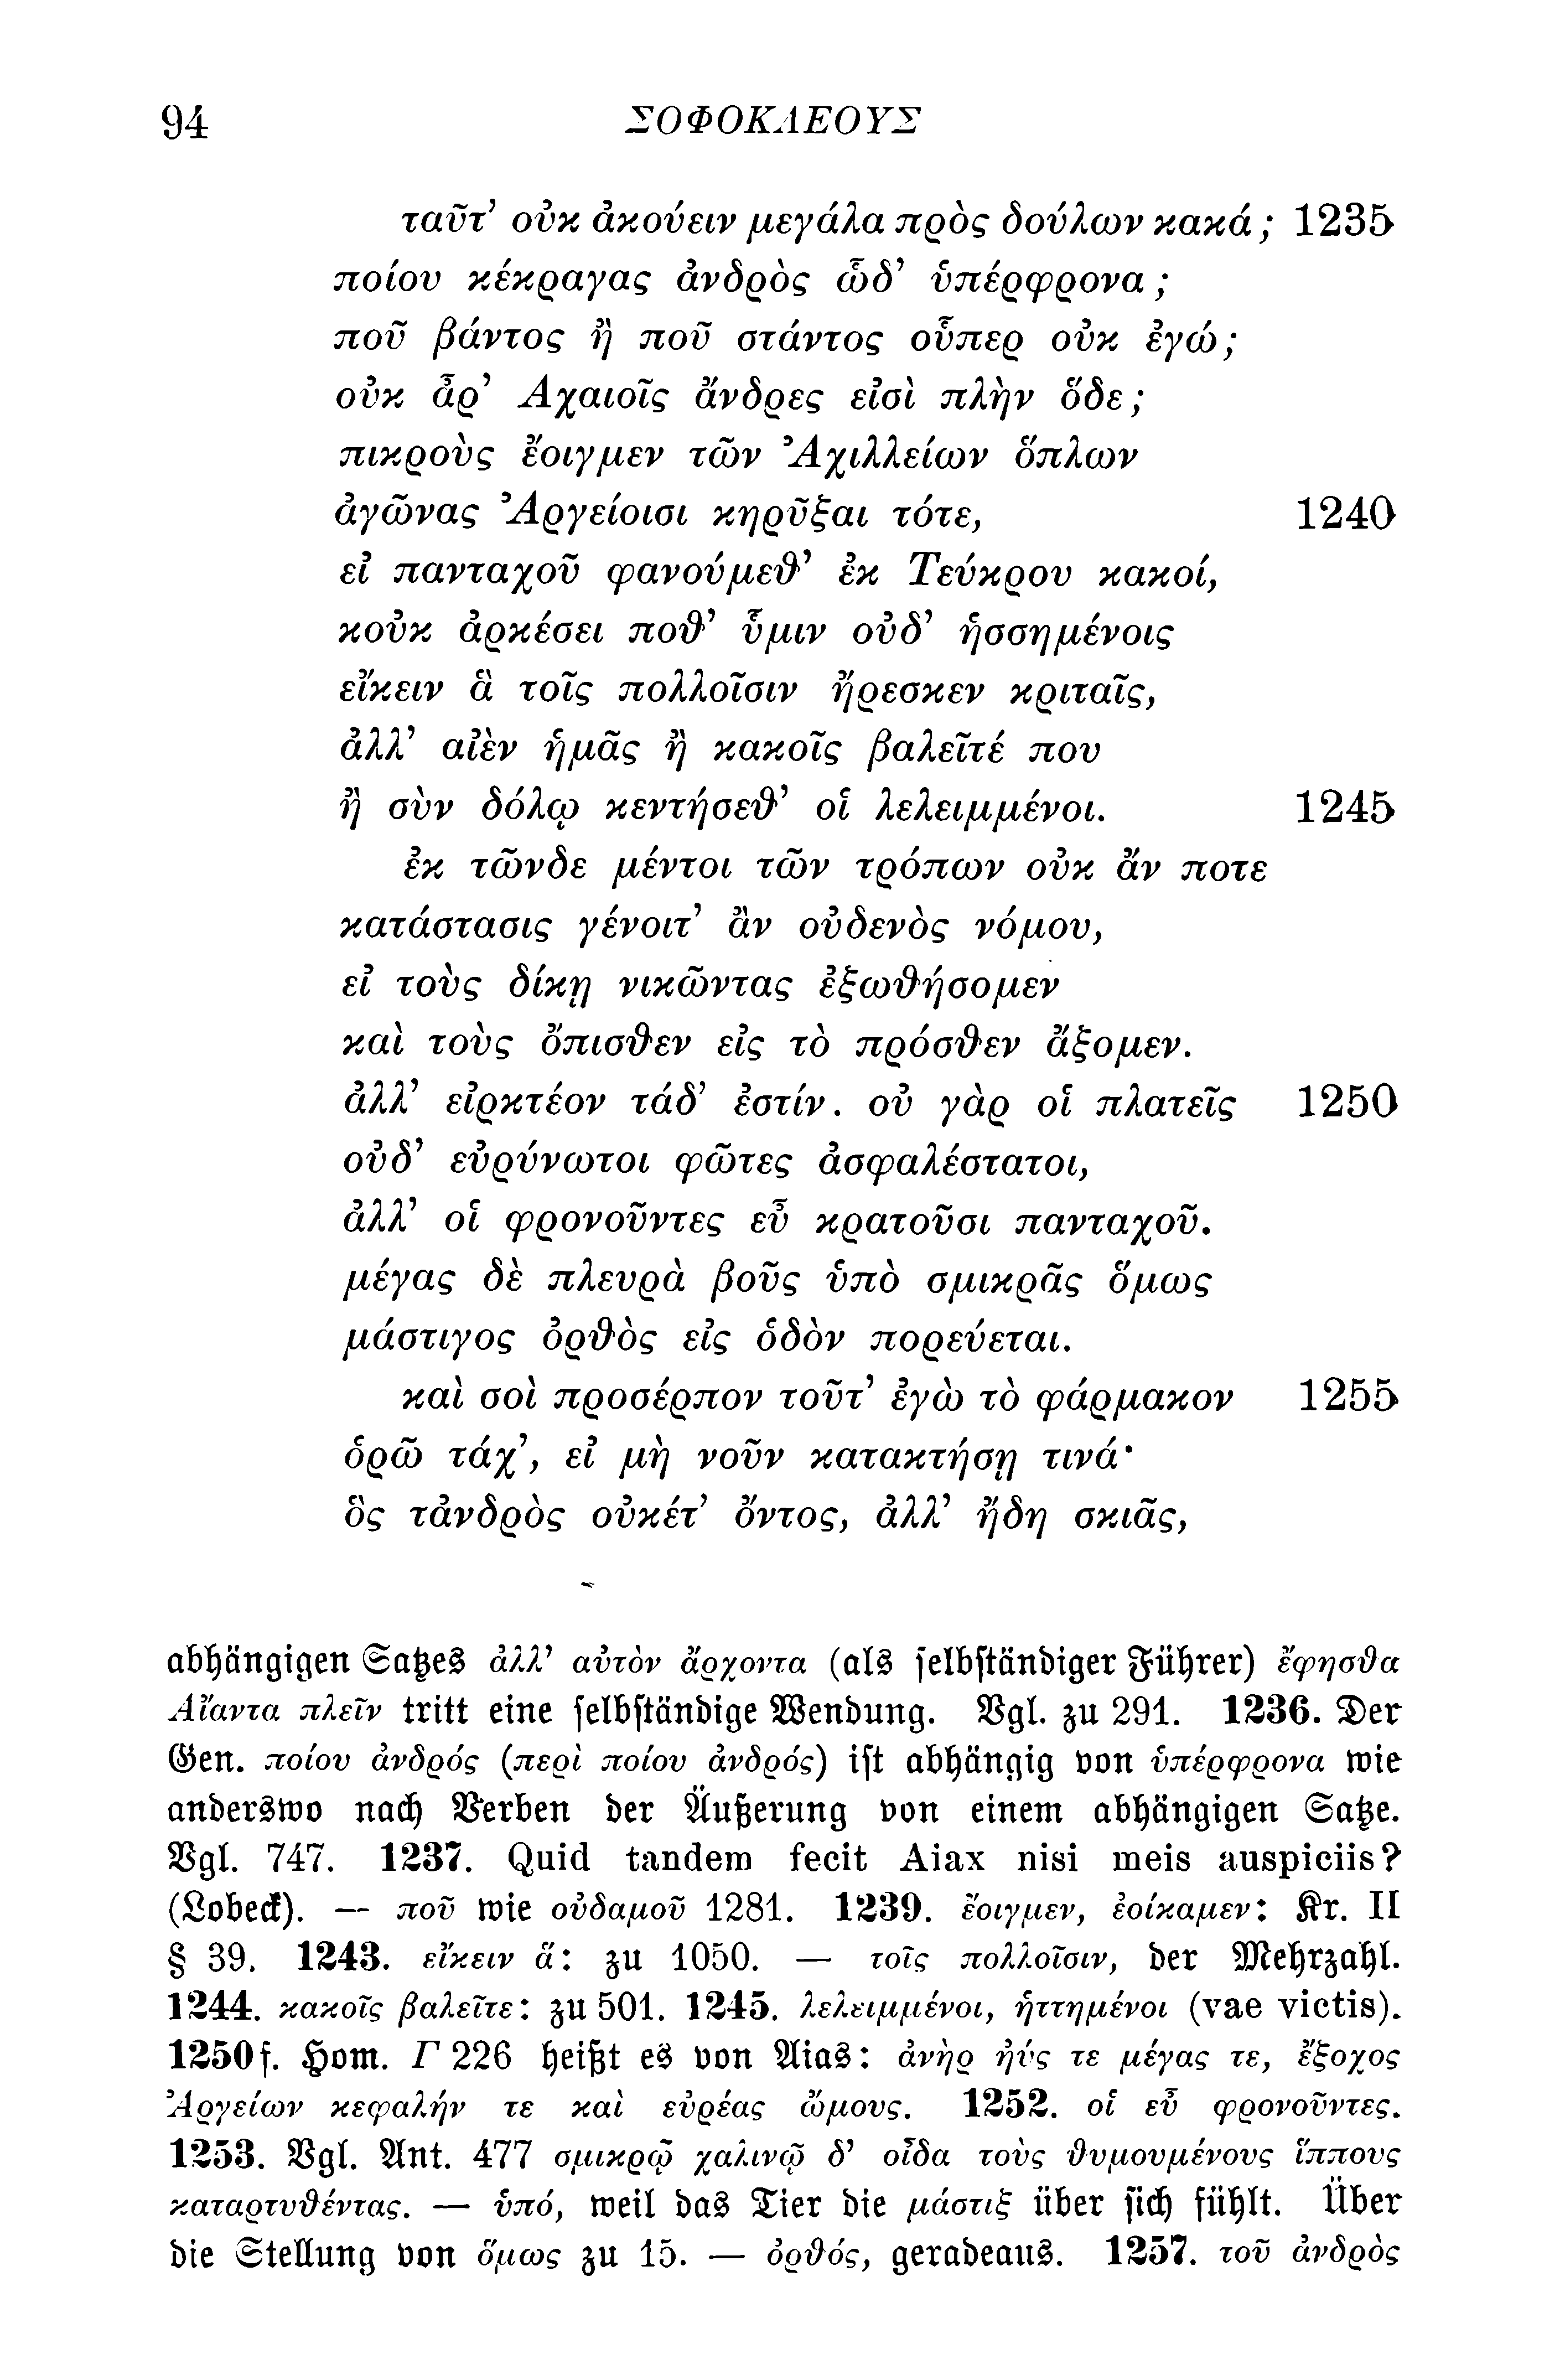 94 ΣΟΦΟΚΛΕΟΥΣ
ταῦτ’ οὐκ ἀκούειν μεγάλα πρὸς δούλων κακά; 1235
ποίου κέκραγας ἀνδρὸς ὧδ’ ὑπέρφρονα;
ποῦ βάντος ἢ ποῦ στάντος οὗπερ οὐκ ἐγώ;
οὐκ ἆρ’ Αχαιοῖς ἄνδρες εἰσὶ πλὴν ὅδε;
πικροὺς ἔοιγμεν τῶν Ἀχιλλείων ὅπλων
ἀγῶνας Ἀργείοισι κηρῦξαι τότε, 1240
εἰ πανταχοῦ φανούμεθ’ ἐκ Τεύκρου κακοί,
κοὐκ ἀρκέσει ποθ’ ὗμιν οὐδ’ ἡσσημένοις
εἴκειν ἃ τοῖς πολλοῖσιν ἤρεσκεν κριταῖς,
ἀλλ’ αἰὲν ἡμᾶς ἢ κακοῖς βαλεῖτέ που
ἢ σὺν δόλῳ κεντήσεθ’ οἱ λελειμμένοι. 1245
ἐκ τῶνδε μέντοι τῶν τρόπων οὐκ ἄν ποτε
κατάστασις γένοιτ’ ἂν οὐδενὸς νόμου,
εἰ τοὺς δίκῃ νικῶντας ἐξωθήσομεν
καὶ τοὺς ὄπισθεν εἰς τὸ πρόσθεν ἄξομεν.
ἀλλ’ εἰρκτέον τάδ’ ἐστίν. οὐ γὰρ οἱ πλατεῖς 1250
οὐδ’ εὐρύνωτοι φῶτες ἀσφαλέστατοι,
ἀλλ’ οἱ φρονοῦντες εὖ κρατοῦσι πανταχοῦ.
μέγας δὲ πλευρὰ βοῦς ὑπὸ σμικρᾶς ὅμως
μάστιγος ὀρθὸς εἰς ὁδὸν πορεύεται.
καὶ σοὶ προσέρπον τοῦτ’ ἐγὼ τὸ φάρμακον 1255
ὁρῶ τάχ’, εἰ μὴ νοῦν κατακτήσῃ τινά·
ὃς τἀνδρὸς οὐκέτ’ ὄντος, ἀλλ’ ἤδη σκιᾶς,
abhängigen Satzes ἀλλ’ αὐτὸν ἄρχοντα (als selbständiger Führer) ἔφησθα
Αἴαντα πλεῖν tritt eine selbständige Wendung. Vgl. zu 291. 1236. Der
Gen. ποίου ἀνδρός (περὶ ποίου ἀνδρός) ist abhängig von ὑπέρφρονα wie
anderswo nach Verben der Äußerung von einem abhängigen Satze.
Vgl. 747. 1237. Quid tandem fecit Aiax nisi meis auspiciis?
(Lobeck). — ποῦ wie οὐδαμοῦ 1281. 1239. ἔοιγμεν, ἐοίκαμεν: Kr. II
§ 39. 1243. εἴκειν ἅ: zu 1050. — τοῖς πολλοῖσιν, der Mehrzahl.
1244. κακοῖς βαλεῖτε: zu 501. 1245. λελειμμένοι, ἡττημένοι (vae victis).
1250f. Hom. Γ 226 heißt es von Aias: ἀνὴρ ἠύς τε μέγας τε, ἔξοχος
Ἀργείων κεφαλήν τε καὶ εὐρέας ὤμους. 1252. οἱ εὖ φρονοῦντες.
1253. Vgl. Ant. 477 σμικρῷ χαλινῷ δ’ οἶδα τοὺς θυμουμένους ἵππους
καταρτυθέντας. — ὑπό, weil das Tier die μάστιξ über sich fühlt. Über
die Stellung von ὅμως zu 15. — ὀρθός, geradeaus. 1257. τοῦ ἀνδρὸς